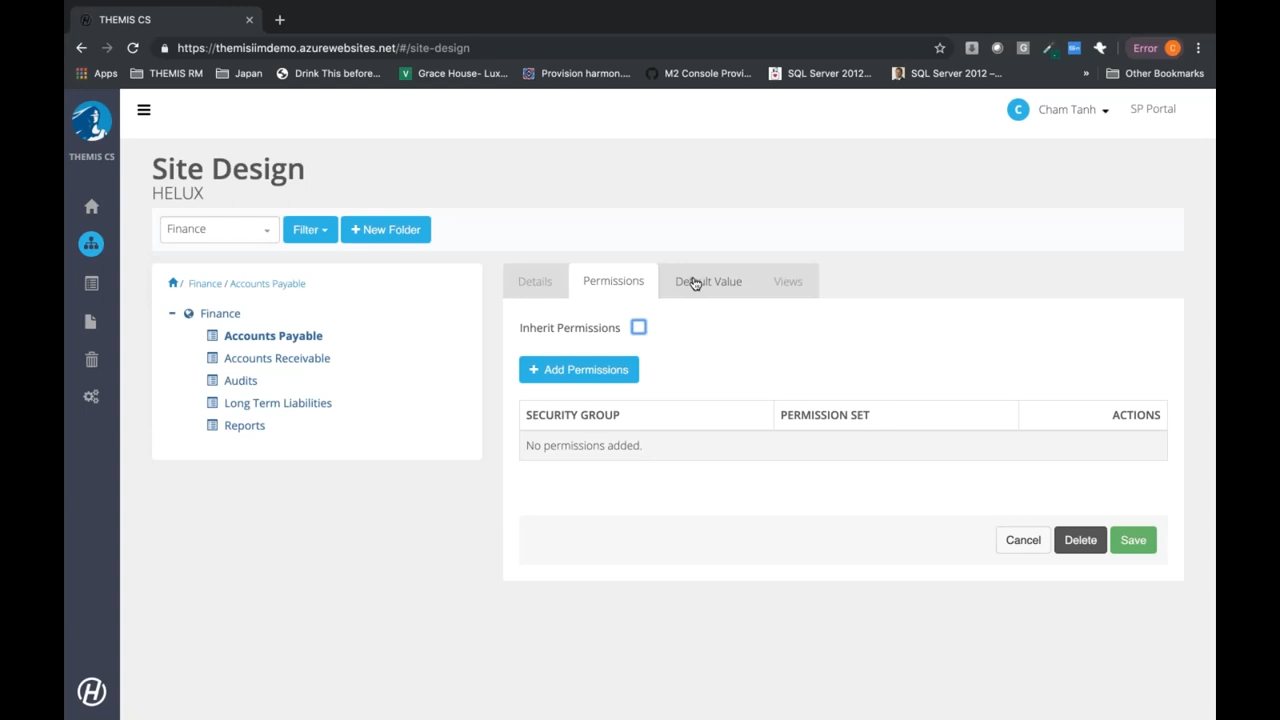 THEMIS CS
https://themisiimdemo.azurewebsites.net/#/site-design
Error C
Apps THEMIS RM Japan Drink This before... Grace House- Lux... Provision harmon.... M2 Console Provi... SQL Server 2012... SQL Server 2012 –... » Other Bookmarks
THEMIS CS
C Cham Tanh SP Portal
Site Design
HELUX
Finance Filter + New Folder
/ Finance / Accounts Payable
Finance
Accounts Payable
Accounts Receivable
Audits
Long Term Liabilities
Reports
Details Permissions Default Value Views
Inherit Permissions
+ Add Permissions
SECURITY GROUP PERMISSION SET ACTIONS
No permissions added.
Cancel Delete Save